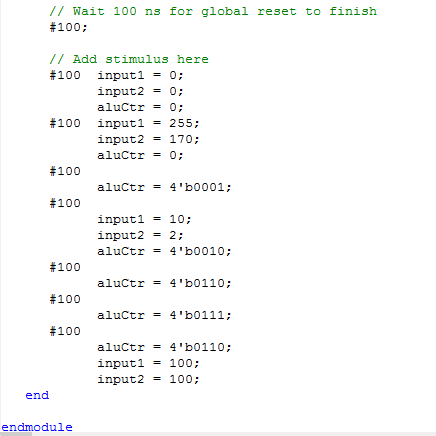 // Wait 100 ns for global reset to finish
#100;
// Add stimulus here
#100  input1 = 0;
input2 = 0;
aluCtr = 0;
#100  input1 = 255;
input2 = 170;
aluCtr = 0;
#100
aluCtr = 4'b0001;
#100
input1 = 10;
input2 = 2;
aluCtr = 4'b0010;
#100
aluCtr = 4'b0110;
#100
aluCtr = 4'b0111;
#100
aluCtr = 4'b0110;
input1 = 100;
input2 = 100;
end
endmodule